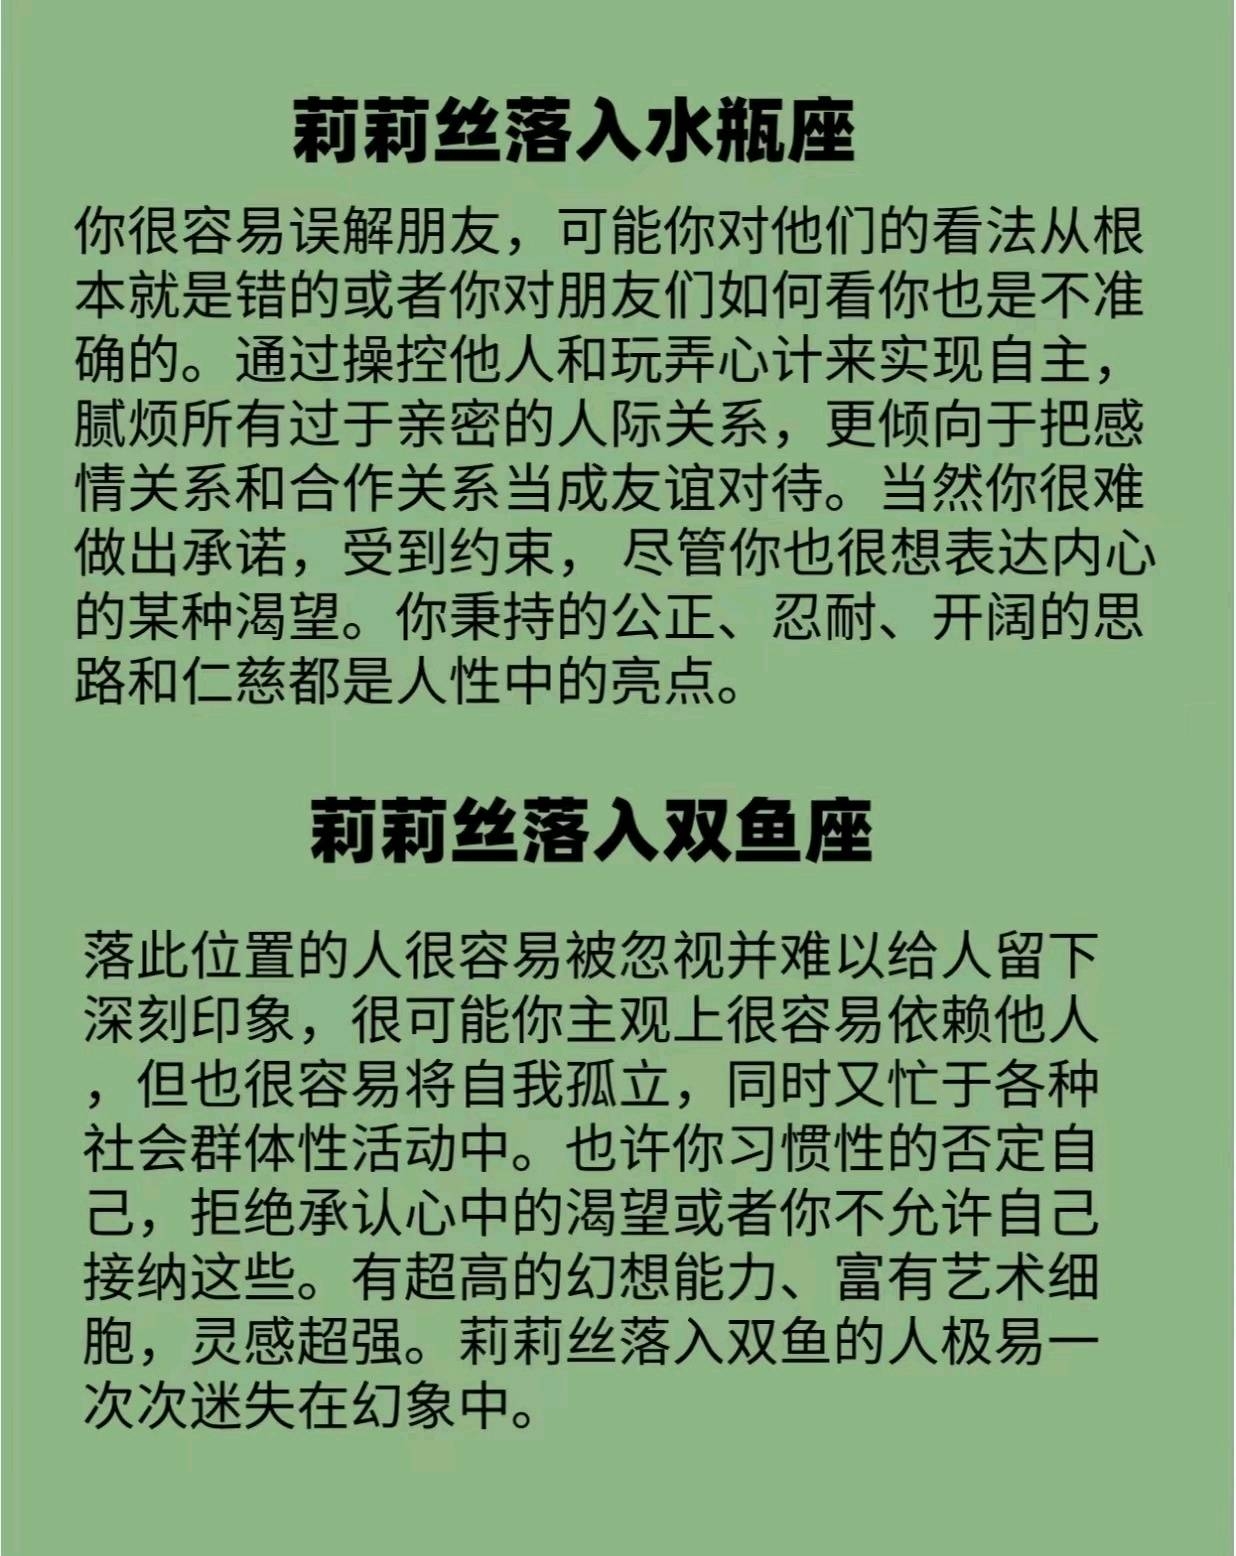 莉莉丝落入水瓶座
你很容易误解朋友，可能你对他们的看法从根
本就是错的或者你对朋友们如何看你也是不准
确的。通过操控他人和玩弄心计来实现自主，
腻烦所有过于亲密的人际关系，更倾向于把感
情关系和合作关系当成友谊对待。当然你很难
做出承诺，受到约束， 尽管你也很想表达内心
的某种渴望。你秉持的公正、忍耐、开阔的思
路和仁慈都是人性中的亮点。
莉莉丝落入双鱼座
落此位置的人很容易被忽视并难以给人留下
深刻印象，很可能你主观上很容易依赖他人
，但也很容易将自我孤立，同时又忙于各种
社会群体性活动中。也许你习惯性的否定自
己，拒绝承认心中的渴望或者你不允许自己
接纳这些。有超高的幻想能力、富有艺术细
胞，灵感超强。莉莉丝落入双鱼的人极易一
次次迷失在幻象中。